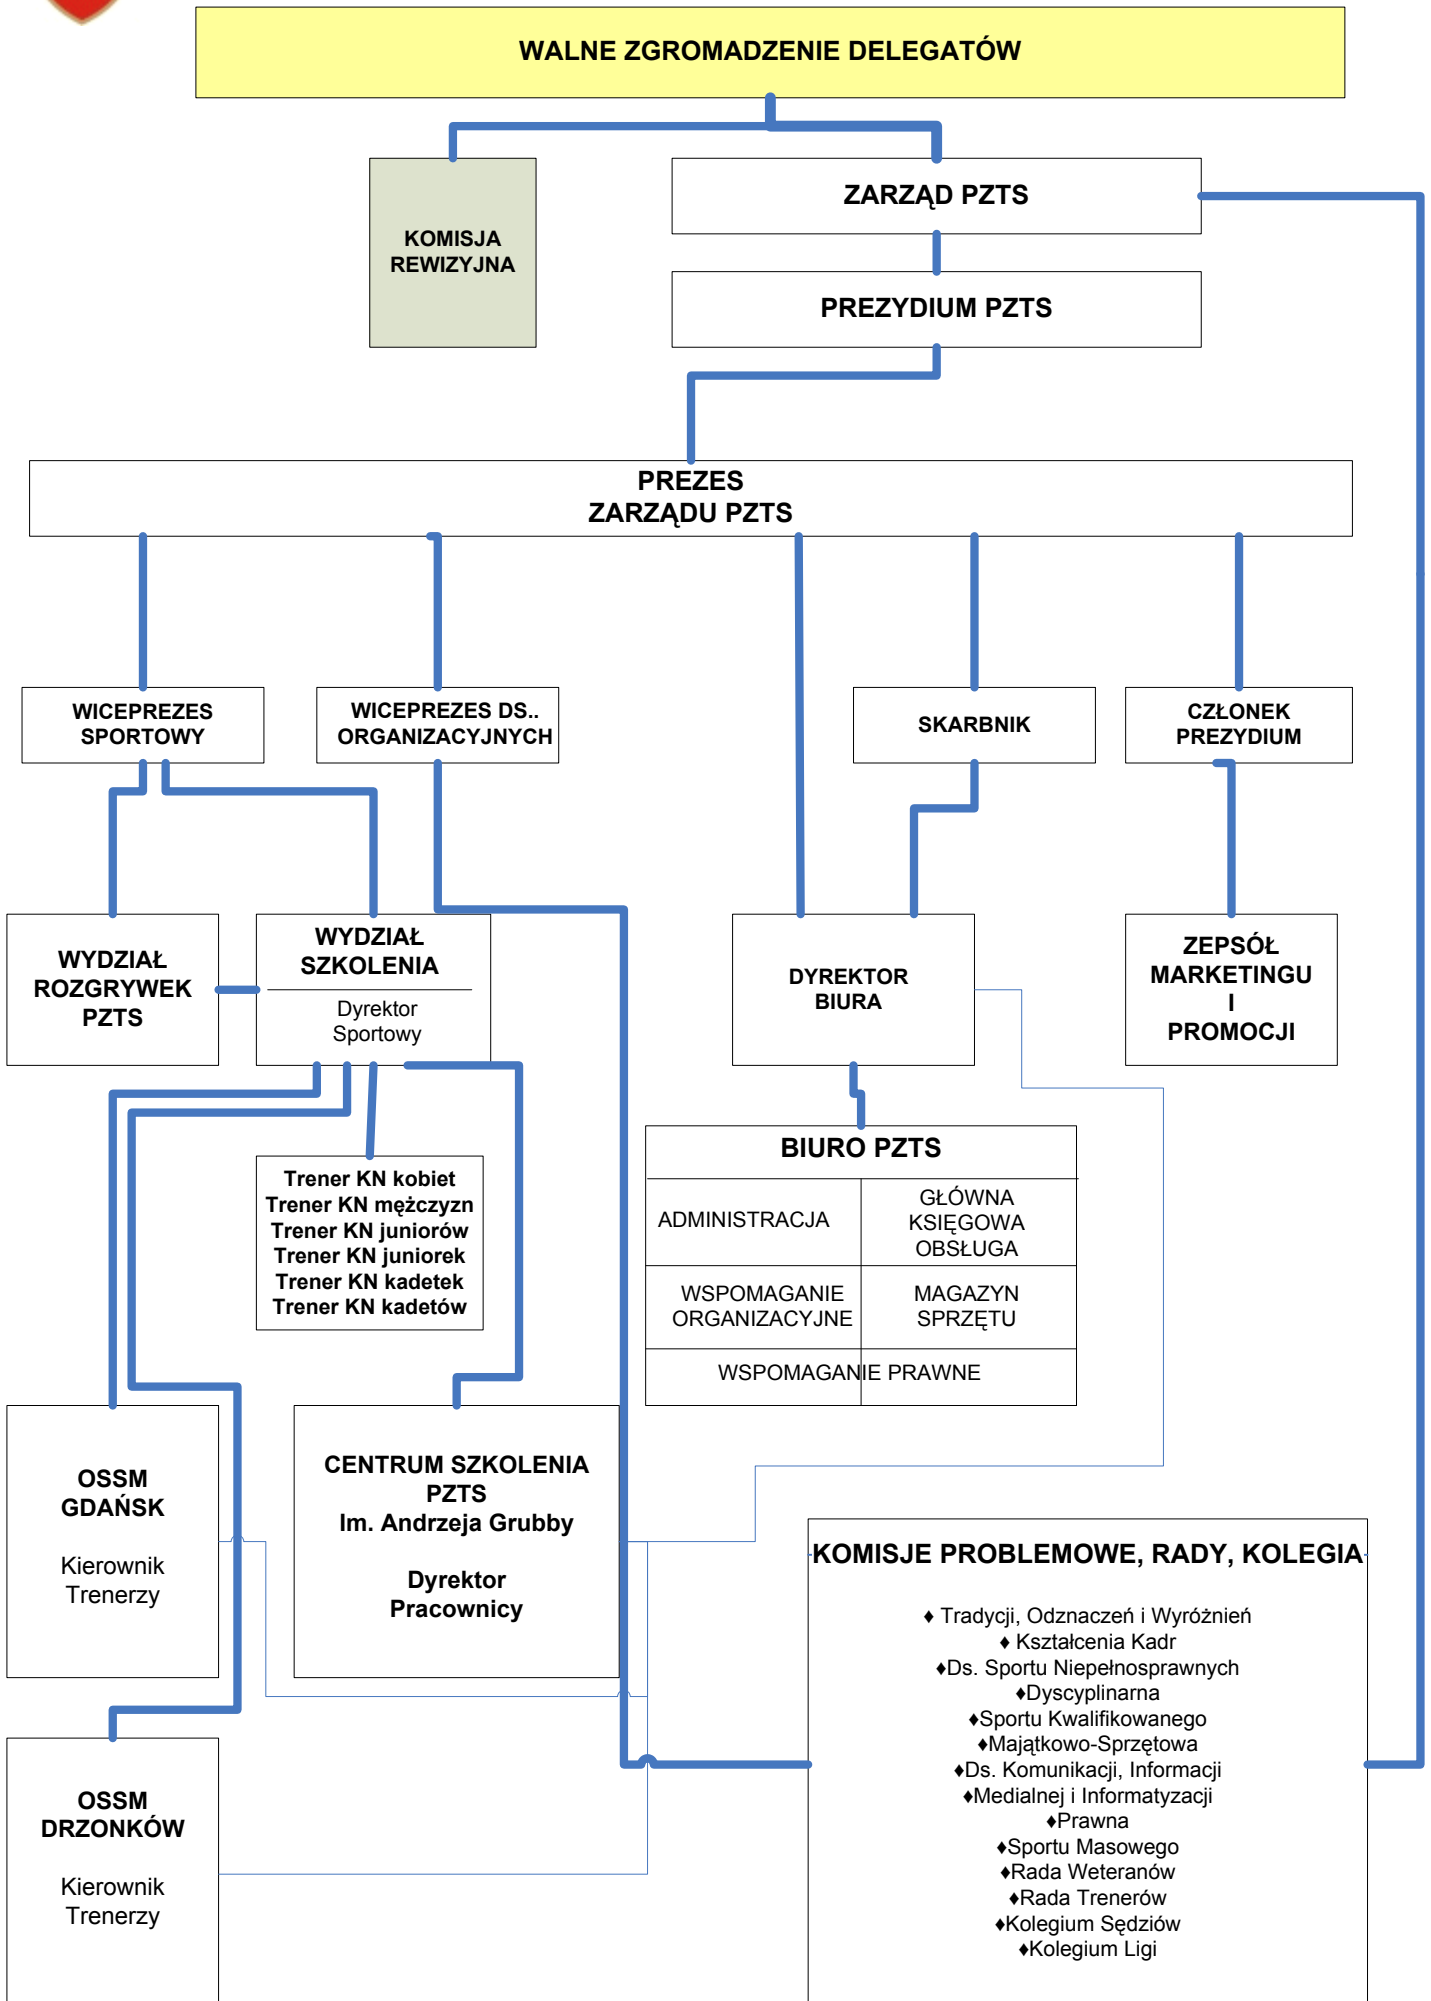 WALNE ZGROMADZENIE DELEGATÓW
KOMISJA
REWIZYJNA
ZARZĄD PZTS
PREZYDIUM PZTS
PREZES
ZARZĄDU PZTS
WICEPREZES
SPORTOWY
WICEPREZES DS..
ORGANIZACYJNYCH
SKARBNIK
CZŁONEK
PREZYDIUM
WYDZIAŁ
ROZGRYWEK
PZTS
WYDZIAŁ
SZKOLENIA
Dyrektor
Sportowy
DYREKTOR
BIURA
ZEPSÓŁ
MARKETINGU
I
PROMOCJI
Trener KN kobiet
Trener KN mężczyzn
Trener KN juniorów
Trener KN juniorek
Trener KN kadetek
Trener KN kadetów
BIURO PZTS
ADMINISTRACJA
GŁÓWNA
KSIĘGOWA
OBSŁUGA
WSPOMAGANIE
ORGANIZACYJNE
MAGAZYN
SPRZĘTU
WSPOMAGANIE PRAWNE
OSSM
GDAŃSK
Kierownik
Trenerzy
CENTRUM SZKOLENIA
PZTS
Im. Andrzeja Grubby
Dyrektor
Pracownicy
KOMISJE PROBLEMOWE, RADY, KOLEGIA
♦ Tradycji, Odznaczeń i Wyróżnień
♦ Kształcenia Kadr
♦Ds. Sportu Niepełnosprawnych
♦Dyscyplinarna
♦Sportu Kwalifikowanego
♦Majątkowo-Sprzętowa
♦Ds. Komunikacji, Informacji
♦Medialnej i Informatyzacji
♦Prawna
♦Sportu Masowego
♦Rada Weteranów
♦Rada Trenerów
♦Kolegium Sędziów
♦Kolegium Ligi
OSSM
DRZONKÓW
Kierownik
Trenerzy